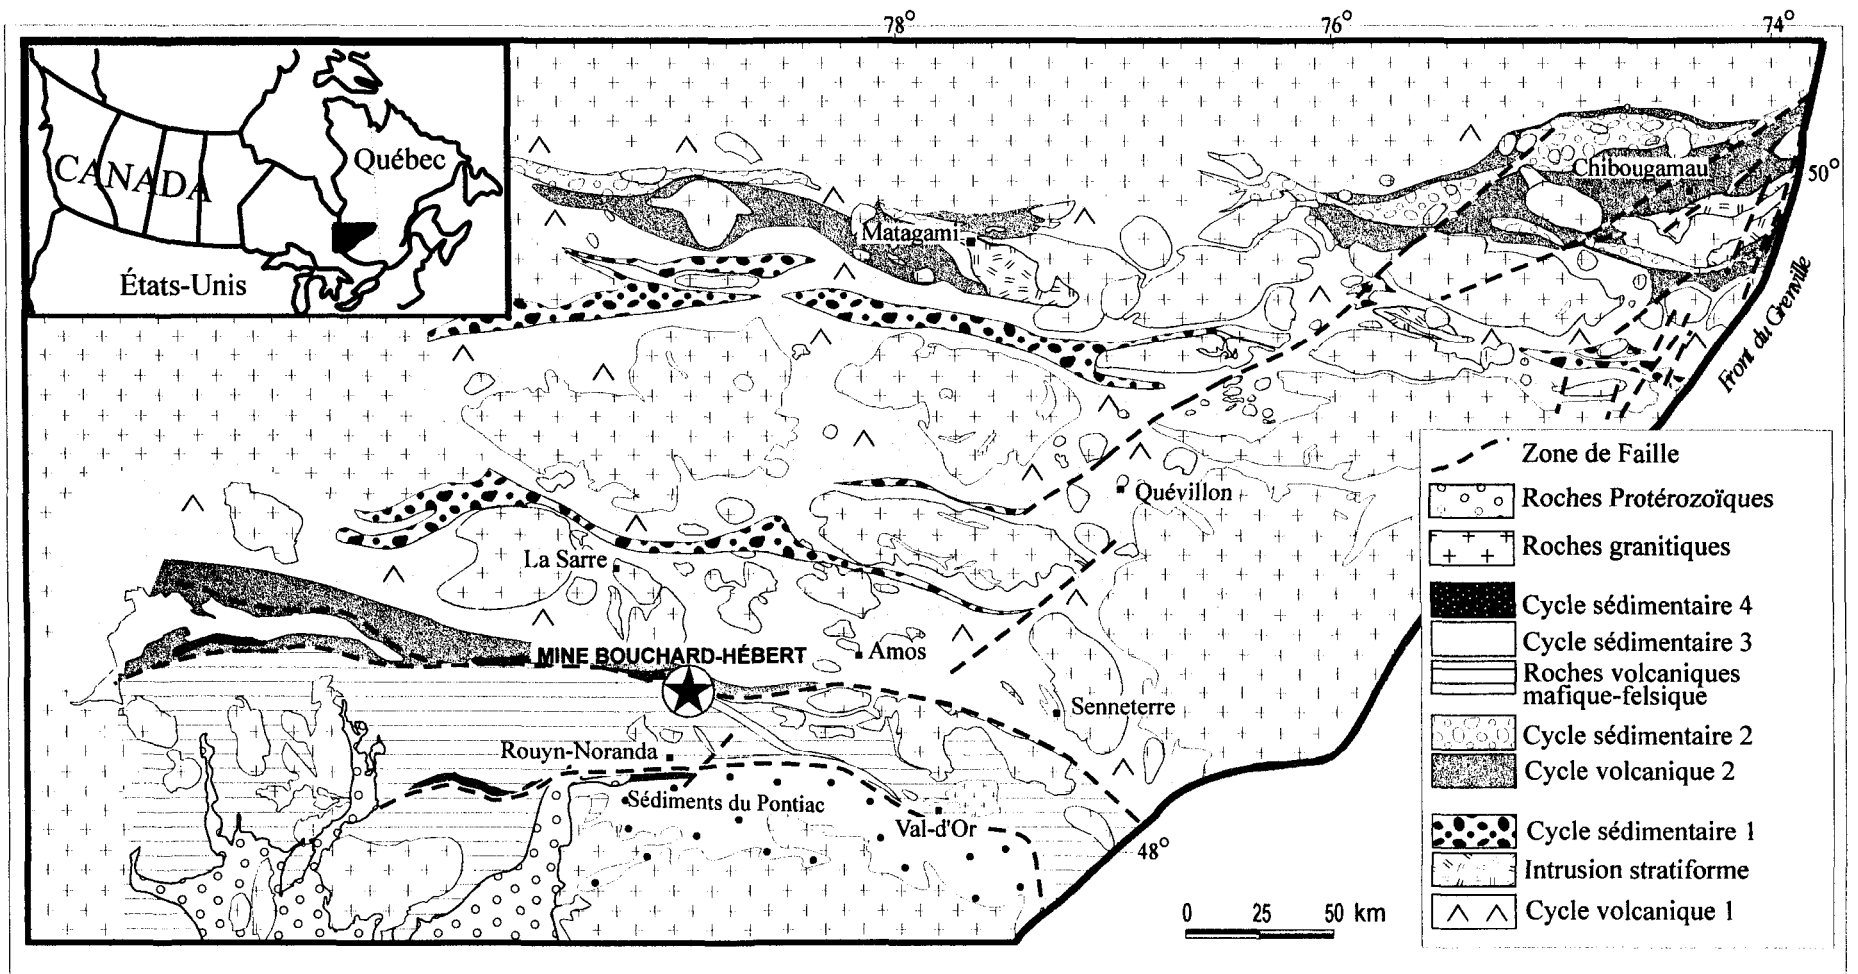 78°
76°
74°
CANADA
Québec
États-Unis
Chibougamau
50°
Matagami
Front du Grenville
Quévillon
La Sarre
MINE BOUCHARD-HÉBERT
Amos
Senneterre
Rouyn-Noranda
Sédiments du Pontiac
Val-d'Or
48°
0 25 50 km
Zone de Faille
Roches Protérozoïques
Roches granitiques
Cycle sédimentaire 4
Cycle sédimentaire 3
Roches volcaniques
mafique-felsique
Cycle sédimentaire 2
Cycle volcanique 2
Cycle sédimentaire 1
Intrusion stratiforme
Cycle volcanique 1